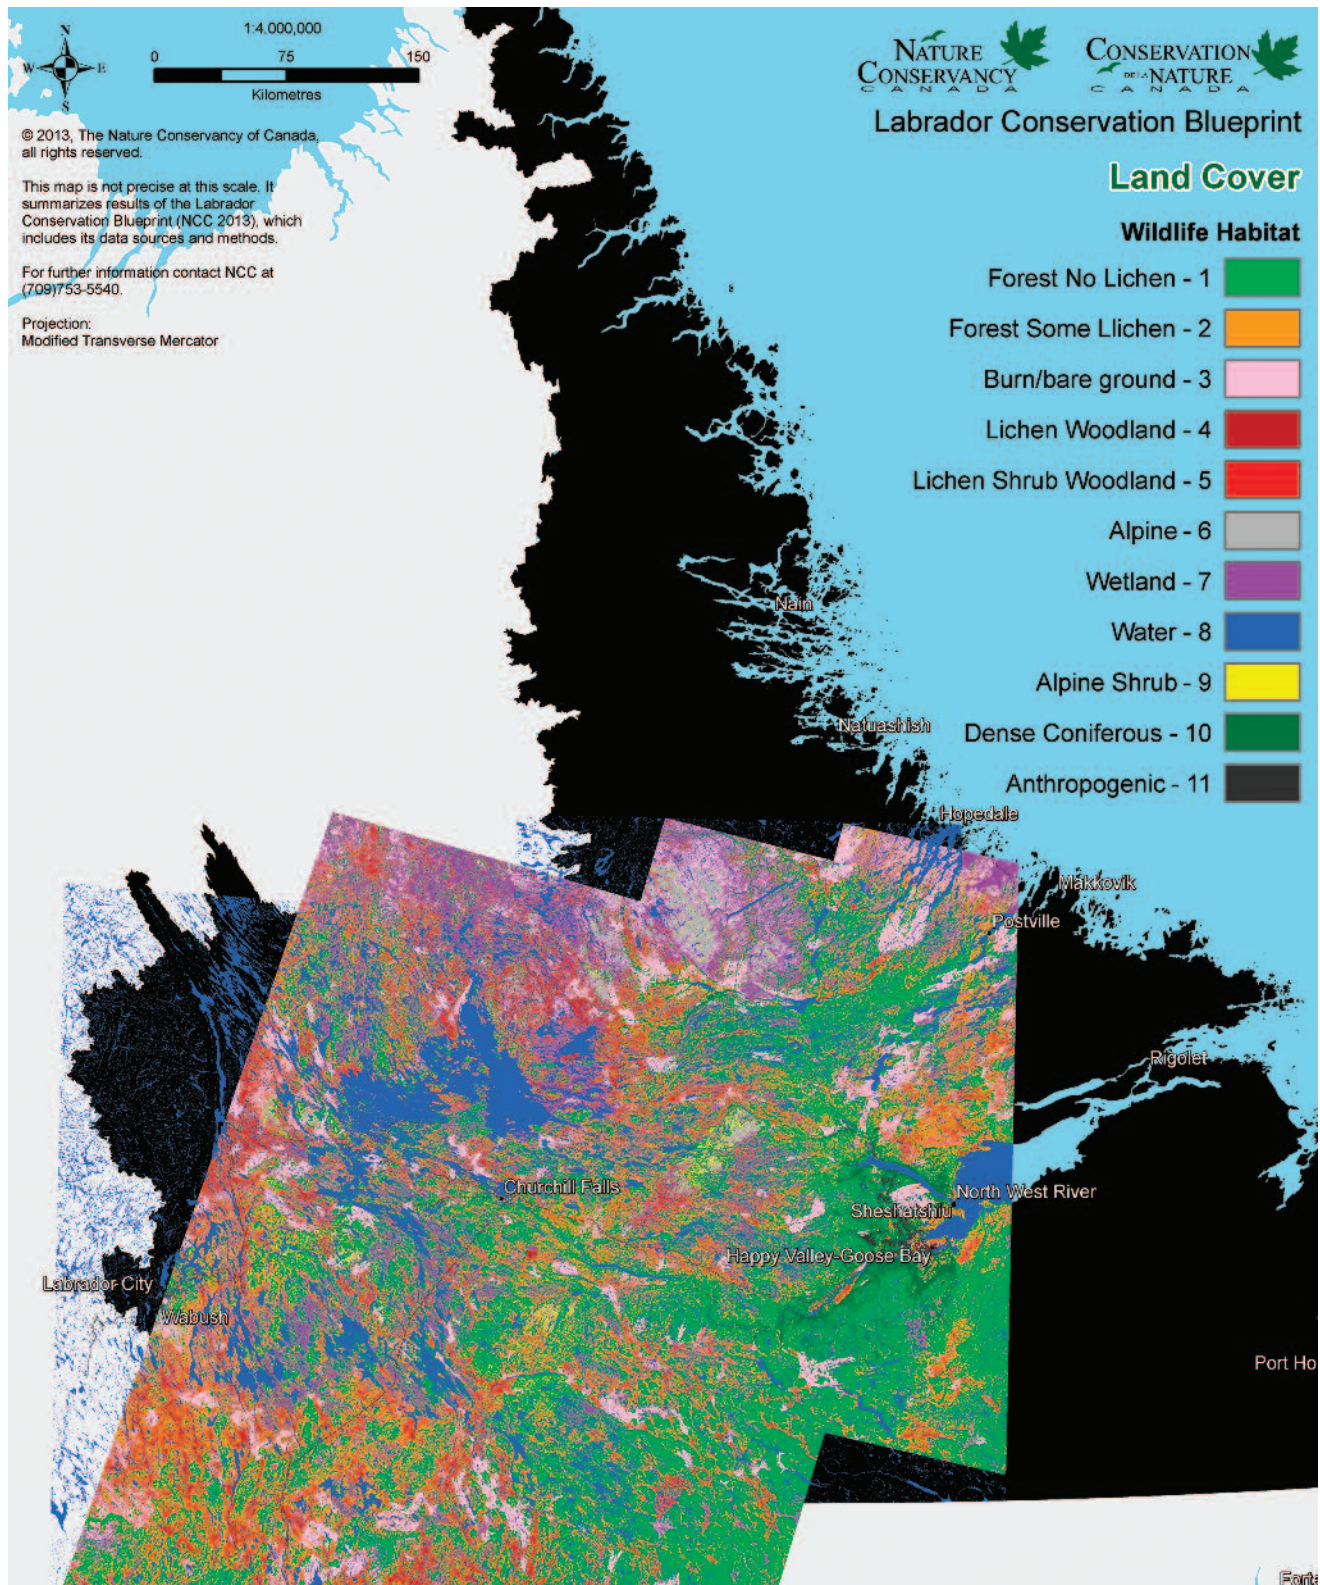 N
W
E
S
1:4,000,000
0 75 150
Kilometres
© 2013, The Nature Conservancy of Canada,
all rights reserved.
This map is not precise at this scale. It
summarizes results of the Labrador
Conservation Blueprint (NCC 2013), which
includes its data sources and methods.
For further information contact NCC at
(709)753-5540.
Projection:
Modified Transverse Mercator
NATURE
CONSERVANCY
CANADA
CONSERVATION
DE LA NATURE
CANADA
Labrador Conservation Blueprint
Land Cover
Wildlife Habitat
Forest No Lichen - 1
Forest Some Llichen - 2
Burn/bare ground - 3
Lichen Woodland - 4
Lichen Shrub Woodland - 5
Alpine - 6
Wetland - 7
Water - 8
Alpine Shrub - 9
Dense Coniferous - 10
Anthropogenic - 11
Nain
Natuashish
Hopedale
Makkovik
Postville
Rigolet
Churchill Falls
North West River
Sheshatshiu
Happy Valley-Goose Bay
Labrador City
Wabush
Port Ho
Forte